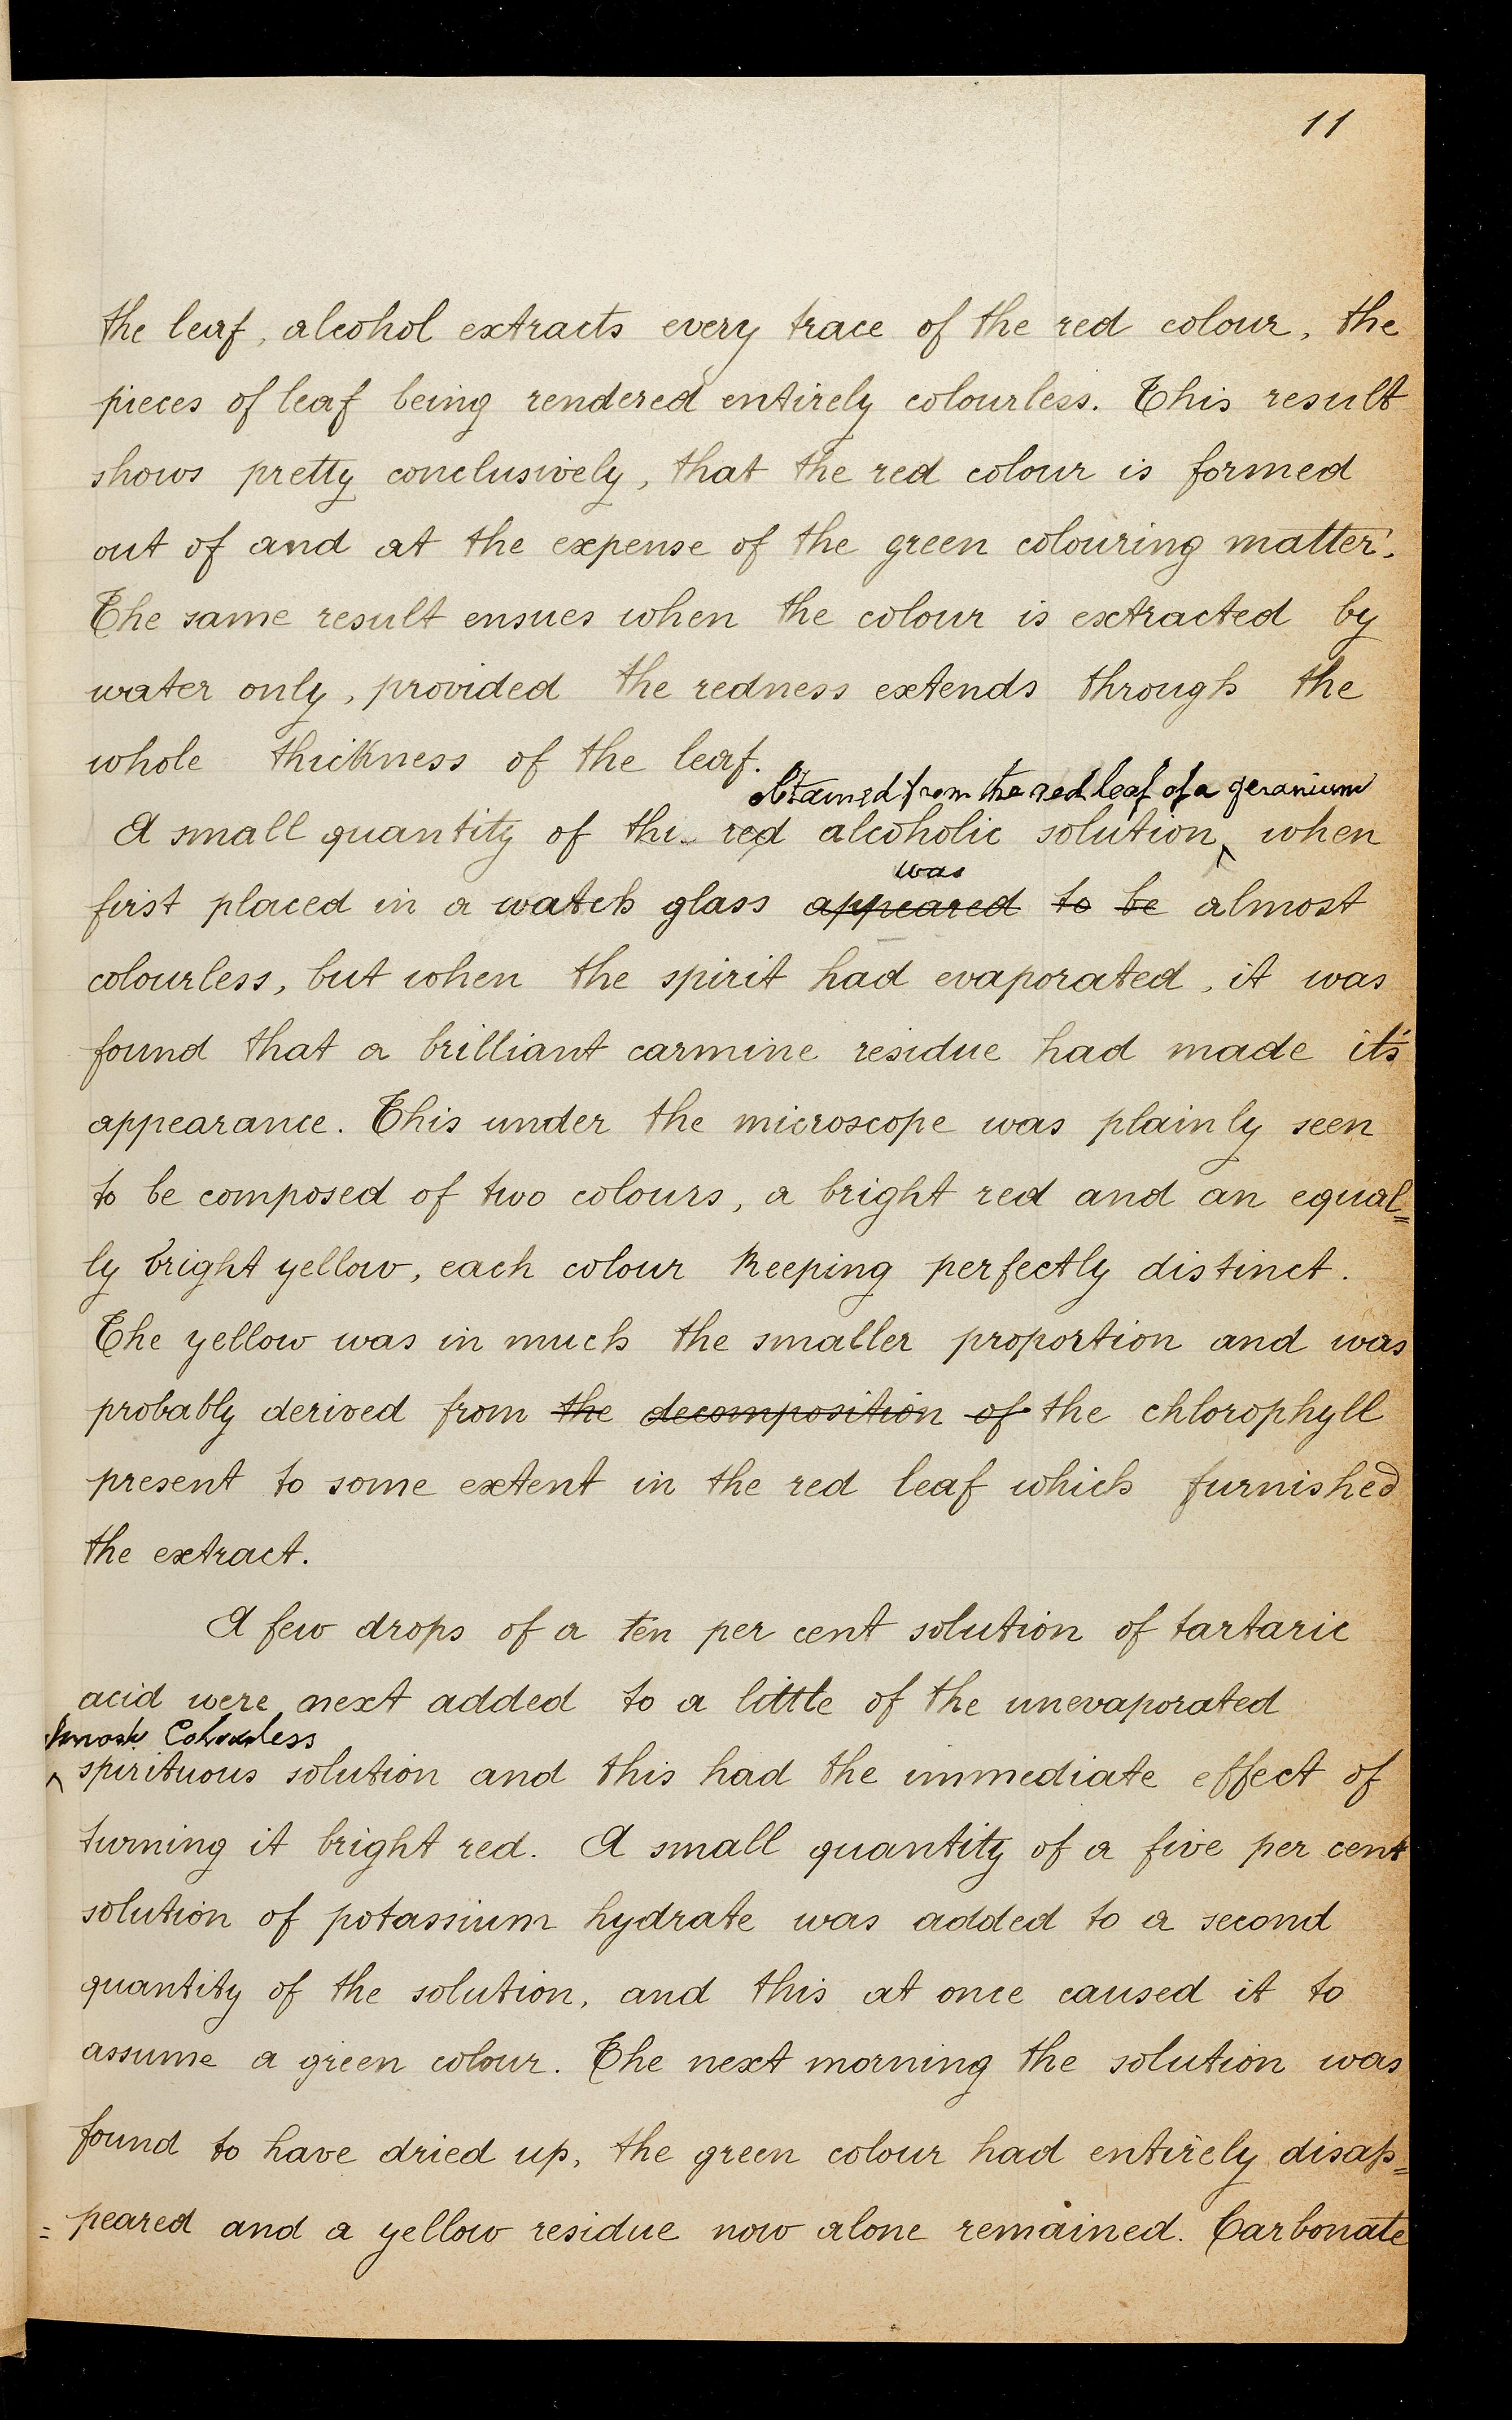 11
the leaf, alcohol extracts every trace of the red colour, the
pieces of leaf being rendered entirely colourless. This result
shows pretty conclusively, that the red colour is formed
out of and at the expense of the green colouring matter.
The same result ensues when the colour is extracted by
water only, provided the redness extends through the
whole thickness of the leaf.
obtained from the red leaf of a geranium
A small quantity of the red alcoholic solution, when
was
first placed in a watch glass appeared to be almost
colourless, but when the spirit had evaporated, it was
found that a brilliant carmine residue had made it's
appearance. This under the microscope was plainly seen
to be composed of two colours, a bright red and an equal=
ly bright yellow, each colour keeping perfectly distinct.
The yellow was in much the smaller proportion and was
probably derived from the decomposition of the chlorophyll
present to some extent in the red leaf which furnished
the extract.
A few drops of a ten per cent solution of tartaric
acid were next added to a little of the unevaporated
almost Colourless
‸spirituous solution and this had the immediate effect of
turning it bright red. A small quantity of a five per cent
solution of potassium hydrate was added to a second
quantity of the solution, and this at once caused it to
assume a green colour. The next morning the solution was
found to have dried up, the green colour had entirely disap=
=peared and a yellow residue now alone remained. Carbonate